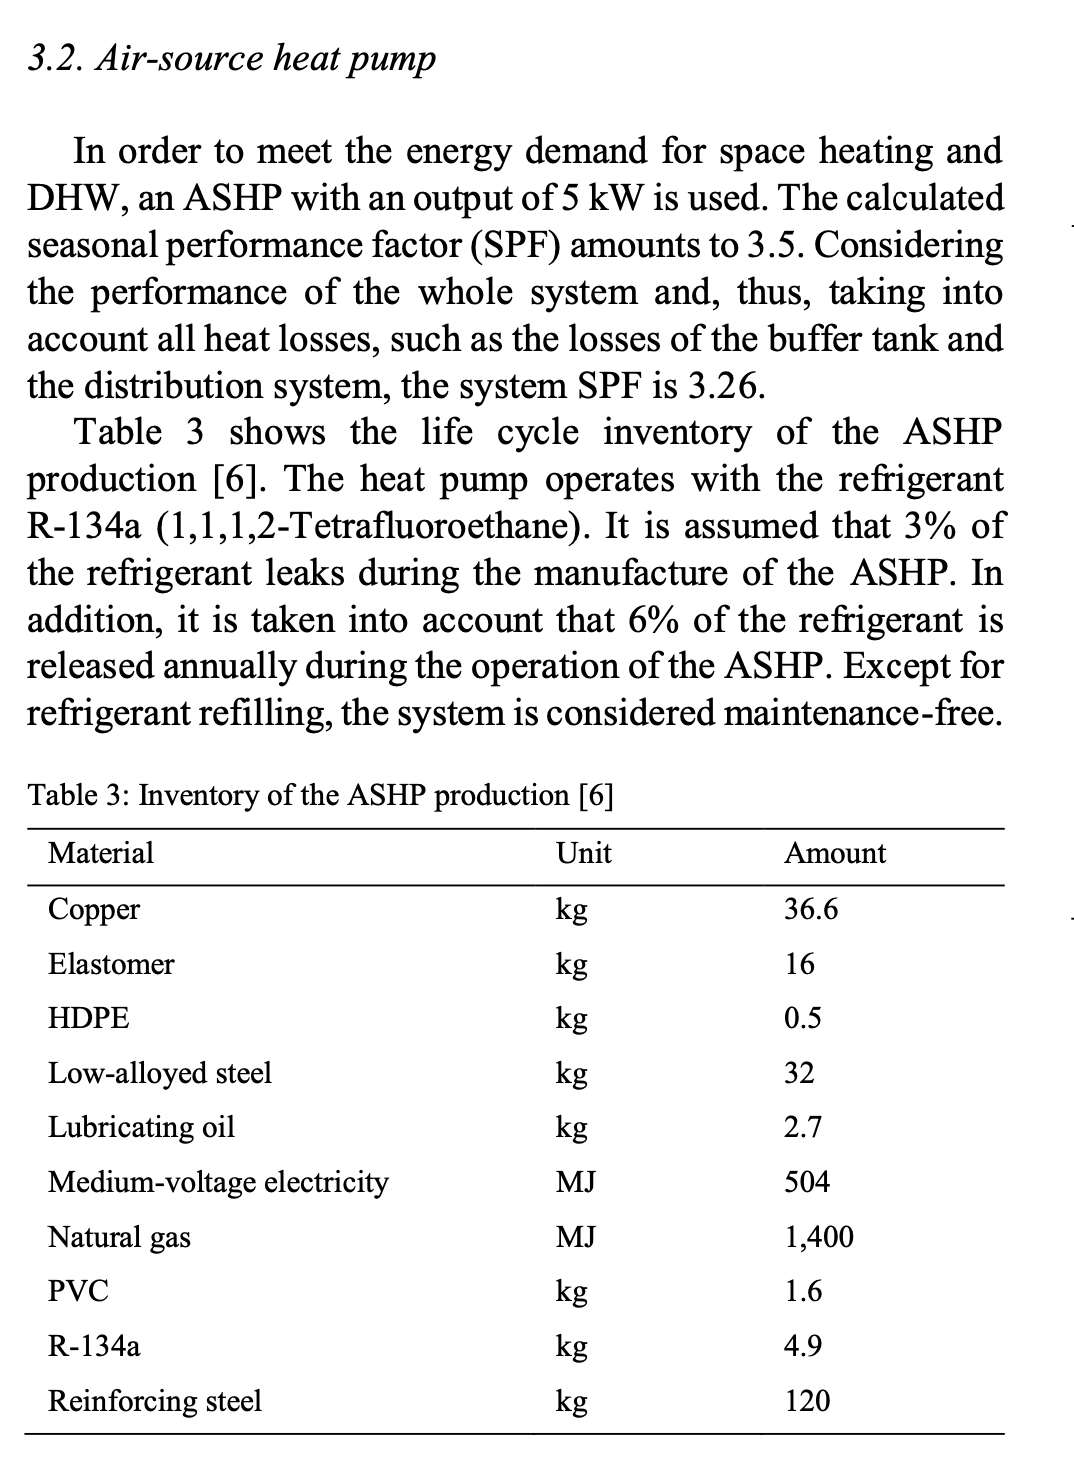 3.2. Air-source heat pump
In order to meet the energy demand for space heating and
DHW, an ASHP with an output of 5 kW is used. The calculated
seasonal performance factor (SPF) amounts to 3.5. Considering
the performance of the whole system and, thus, taking into
account all heat losses, such as the losses of the buffer tank and
the distribution system, the system SPF is 3.26.
Table 3 shows the life cycle inventory of the ASHP
production [6]. The heat pump operates with the refrigerant
R-134a (1,1,1,2-Tetrafluoroethane). It is assumed that 3% of
the refrigerant leaks during the manufacture of the ASHP. In
addition, it is taken into account that 6% of the refrigerant is
released annually during the operation of the ASHP. Except for
refrigerant refilling, the system is considered maintenance-free.
Table 3: Inventory of the ASHP production [6]
Material Unit Amount
Copper kg 36.6
Elastomer kg 16
HDPE kg 0.5
Low-alloyed steel kg 32
Lubricating oil kg 2.7
Medium-voltage electricity MJ 504
Natural gas MJ 1,400
PVC kg 1.6
R-134a kg 4.9
Reinforcing steel kg 120